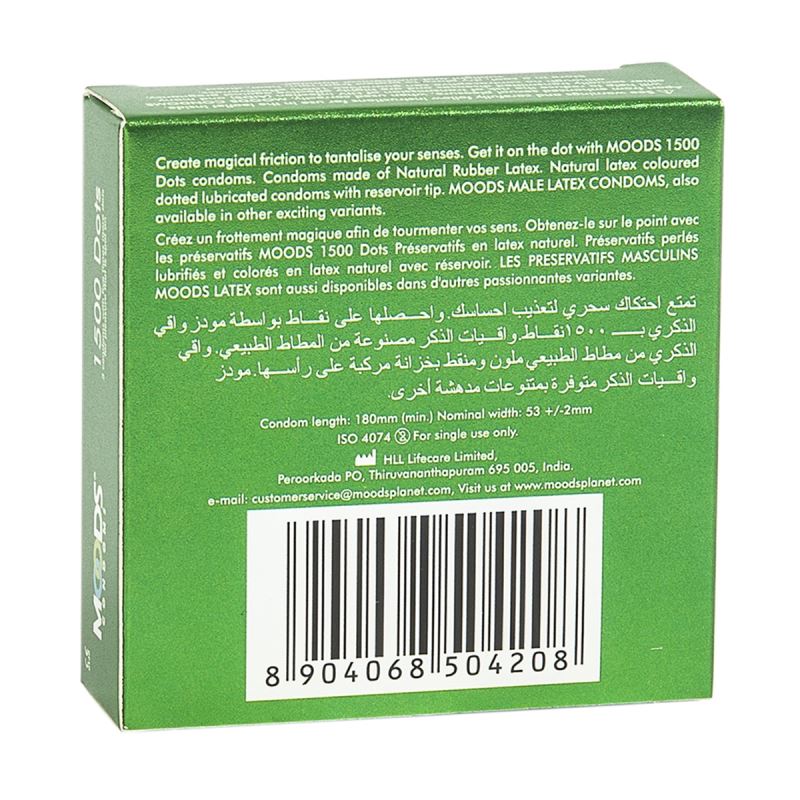 Create magical friction to tantalise your senses. Get it on the dot with MOODS 1500
Dots condoms. Condoms made of Natural Rubber Latex. Natural latex coloured
dotted lubricated condoms with reservoir tip. MOODS MALE LATEX CONDOMS, also
available in other exciting variants.
Créez un frottement magique afin de tourmenter vos sens. Obtenez-le sur le point avec
les préservatifs MOODS 1500 Dots Préservatifs en latex naturel. Préservatifs perlés
lubrifiés et colorés en latex naturel avec réservoir. LES PRESERVATIFS MASCULINS
MOODS LATEX sont aussi disponibles dans d'autres passionnantes variantes.
تمتع احتكاك سحري لتعذيب احساسك. واحصلها على نقاط بواسطة مودز واقي
الذكري بـ ١٥٠٠ نقاط. واقيات الذكر مصنوعة من المطاط الطبيعي. واقي
الذكري من مطاط الطبيعي ملون ومنقط بخزانة مركبة على رأسها. مودز
واقيات الذكر متوفرة بمتنوعات مدهشة أخرى.
Condom length: 180mm (min.) Nominal width: 53 +/-2mm
ISO 4074 2 For single use only.
HLL Lifecare Limited,
Peroorkada PO, Thiruvananthapuram 695 005, India.
e-mail: customerservice@moodsplanet.com, Visit us at www.moodsplanet.com
8 904068 504208
1500 Dots
MOODS